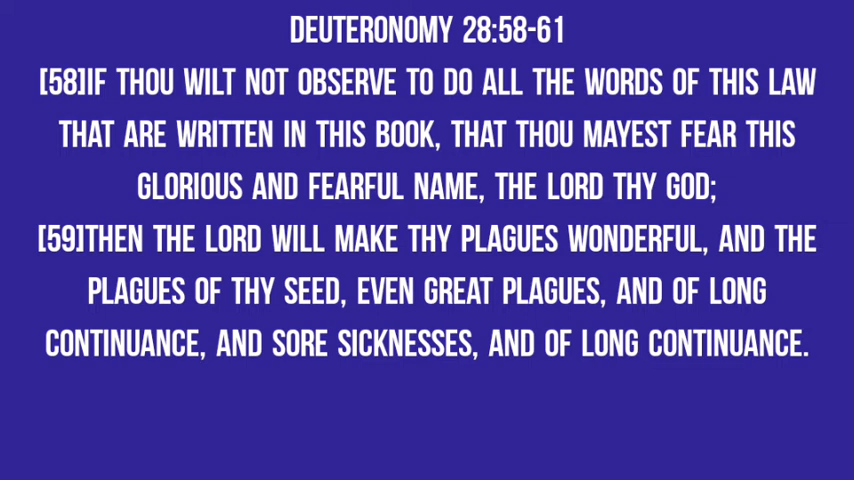 DEUTERONOMY 28:58-61
[58]IF THOU WILT NOT OBSERVE TO DO ALL THE WORDS OF THIS LAW
THAT ARE WRITTEN IN THIS BOOK, THAT THOU MAYEST FEAR THIS
GLORIOUS AND FEARFUL NAME, THE LORD THY GOD;
[59]THEN THE LORD WILL MAKE THY PLAGUES WONDERFUL, AND THE
PLAGUES OF THY SEED, EVEN GREAT PLAGUES, AND OF LONG
CONTINUANCE, AND SORE SICKNESSES, AND OF LONG CONTINUANCE.